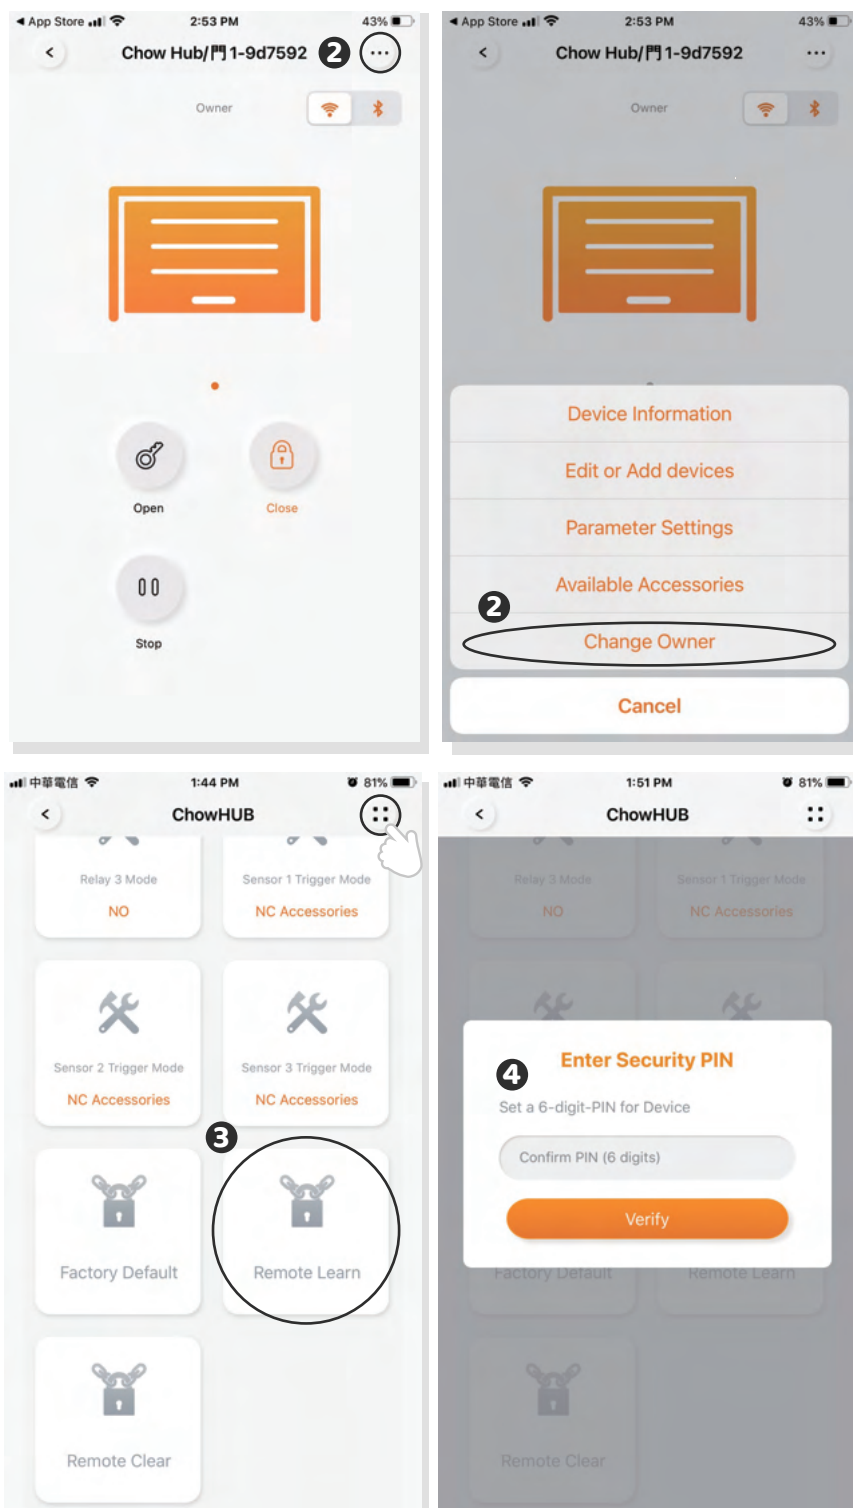 App Store
2:53 PM
43%
Chow Hub/門 1-9d7592
2
Owner
Open
Close
Stop
App Store
2:53 PM
43%
Chow Hub/門 1-9d7592
Owner
Device Information
Edit or Add devices
Parameter Settings
Available Accessories
2
Change Owner
Cancel
中華電信
1:44 PM
81%
ChowHUB
Relay 3 Mode
NO
Sensor 1 Trigger Mode
NC Accessories
Sensor 2 Trigger Mode
NC Accessories
Sensor 3 Trigger Mode
NC Accessories
3
Factory Default
Remote Learn
Remote Clear
中華電信
1:51 PM
81%
ChowHUB
Relay 3 Mode
NO
Sensor 1 Trigger Mode
NC Accessories
4
Enter Security PIN
Set a 6-digit-PIN for Device
Confirm PIN (6 digits)
Verify
Factory Default
Remote Learn
Remote Clear